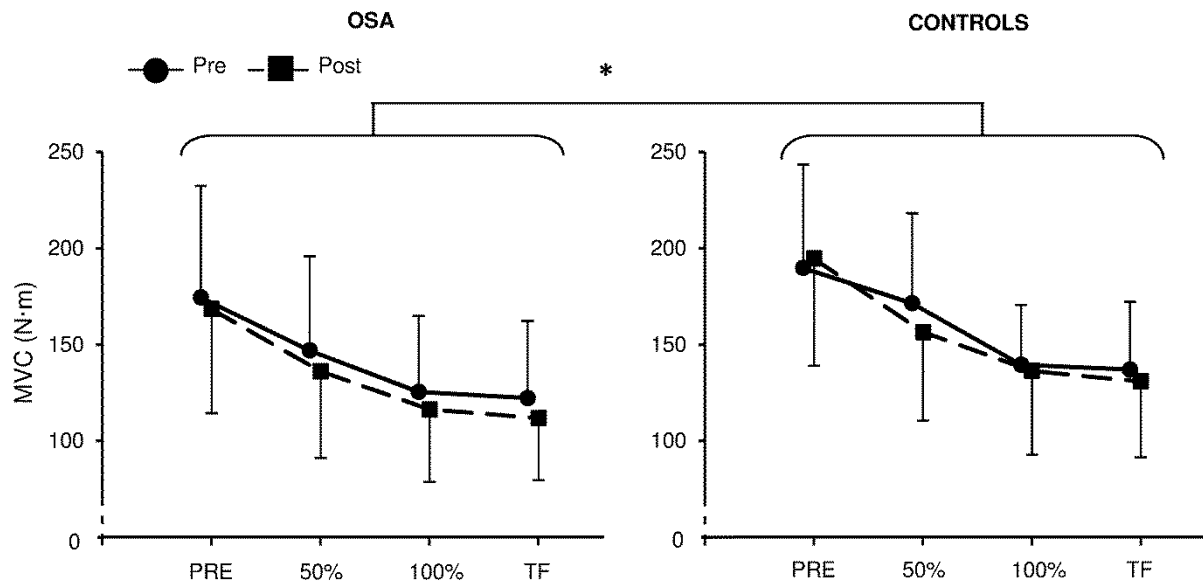 OSA
CONTROLS
Pre Post
*
MVC (N·m)
250
200
150
100
0
PRE 50% 100% TF
250
200
150
100
0
PRE 50% 100% TF